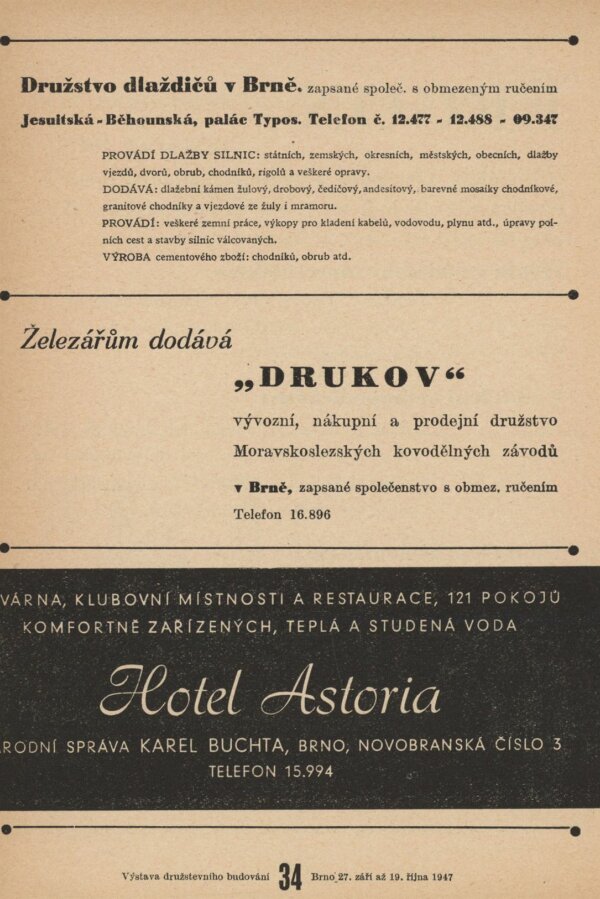 Družstvo dlaždičů v Brně. zapsané společ. s obmezeným ručením
Jesuitská - Běhounská, palác Typos. Telefon č. 12.477 - 12.488 - 09.347
PROVÁDÍ DLAŽBY SILNIC: státních, zemských, okresních, městských, obecních, dlažby
vjezdů, dvorů, obrub, chodníků, rigolů a veškeré opravy.
DODÁVÁ: dlažební kámen žulový, drobový, čedičový, andesitový, barevné mosaiky chodníkové,
granitové chodníky a vjezdové ze žuly i mramoru.
PROVÁDÍ: veškeré zemní práce, výkopy pro kladení kabelů, vodovodu, plynu atd., úpravy pol-
ních cest a stavby silnic válcovaných.
VÝROBA cementového zboží: chodníků, obrub atd.
Železářům dodává
„DRUKOV“
vývozní, nákupní a prodejní družstvo
Moravskoslezských kovodělných závodů
v Brně, zapsané společenstvo s obmez. ručením
Telefon 16.896
VÁRNA, KLUBOVNÍ MÍSTNOSTI A RESTAURACE, 121 POKOJŮ
KOMFORTNĚ ZAŘÍZENÝCH, TEPLÁ A STUDENÁ VODA
Hotel Astoria
RODNÍ SPRÁVA KAREL BUCHTA, BRNO, NOVOBRANSKÁ ČÍSLO 3
TELEFON 15.994
Výstava družstevního budování 34 Brno 27. září až 19. října 1947